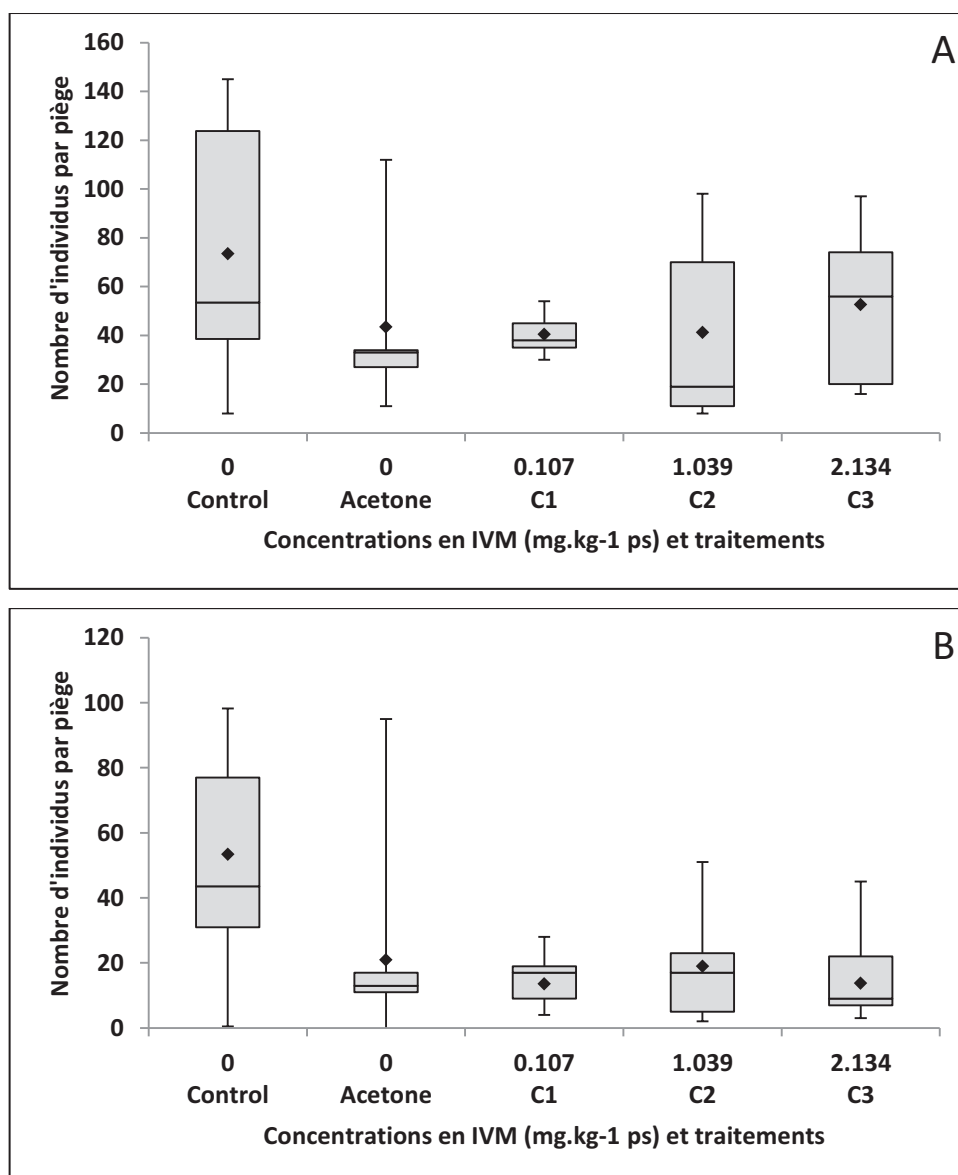 A
Nombre d'individus par piège
160
140
120
100
80
60
40
20
0
0 0 0.107 1.039 2.134
Control Acetone C1 C2 C3
Concentrations en IVM (mg.kg-1 ps) et traitements
B
Nombre d'individus par piège
120
100
80
60
40
20
0
0 0 0.107 1.039 2.134
Control Acetone C1 C2 C3
Concentrations en IVM (mg.kg-1 ps) et traitements